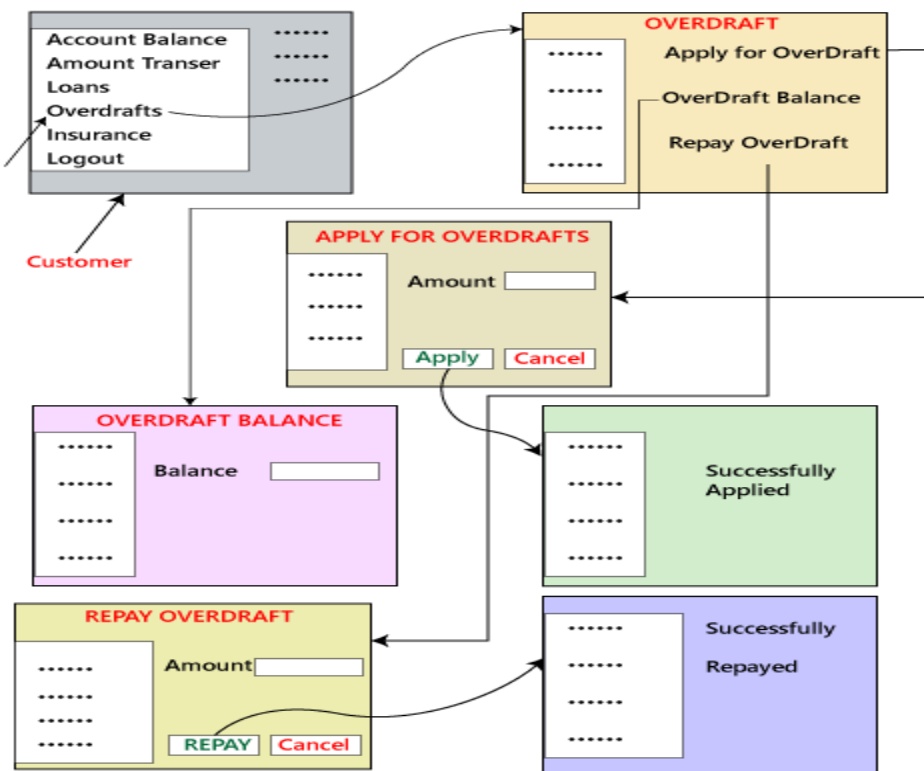 Account Balance
Amount Transer
Loans
Overdrafts
Insurance
Logout
Customer
OVERDRAFT
Apply for OverDraft
OverDraft Balance
Repay OverDraft
APPLY FOR OVERDRAFTS
Amount
Apply
Cancel
OVERDRAFT BALANCE
Balance
Successfully
Applied
REPAY OVERDRAFT
Amount
REPAY
Cancel
Successfully
Repayed